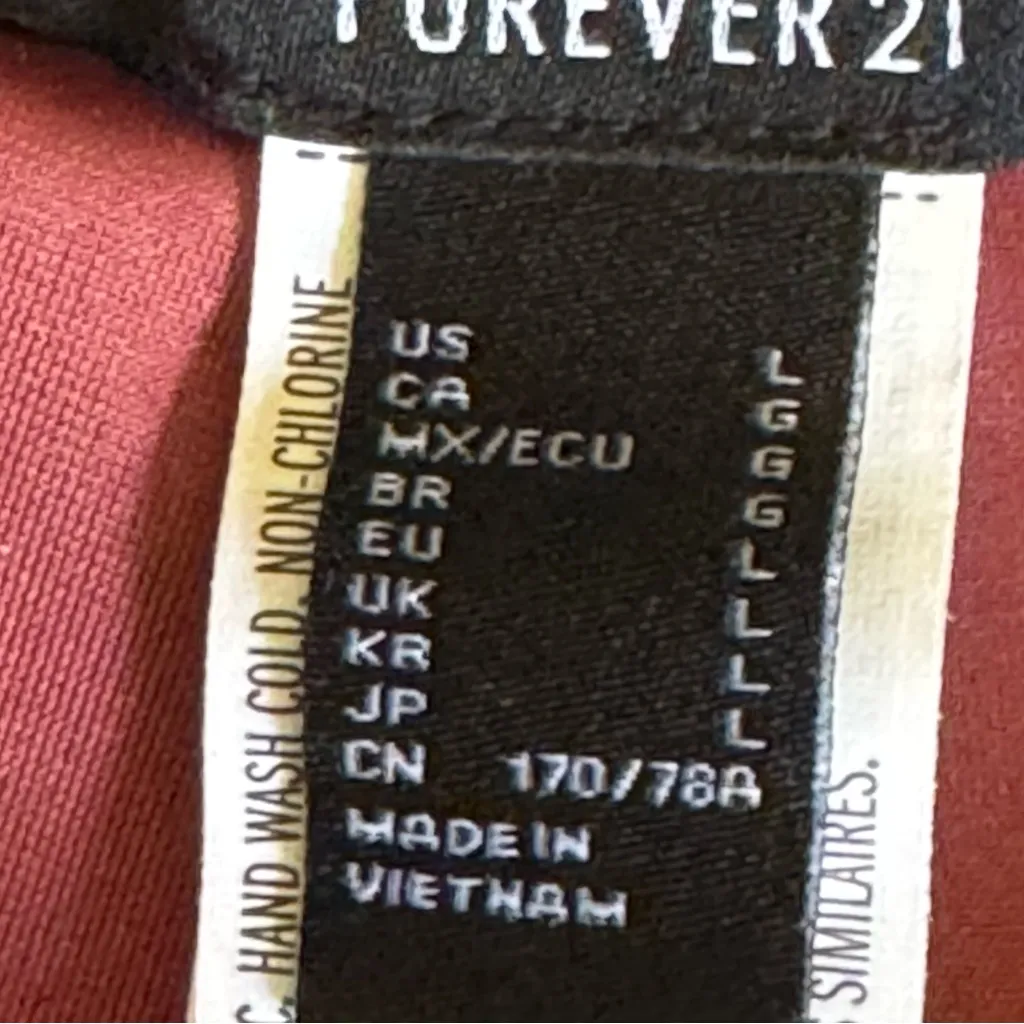 FOREVER 21
US L
CA G
MX/ECU G
BR G
EU L
UK L
KR L
JP L
CN 170/78A
MADE IN
VIETNAM
HAND WASH COLD. NON-CHLORINE
SIMILAIRES.